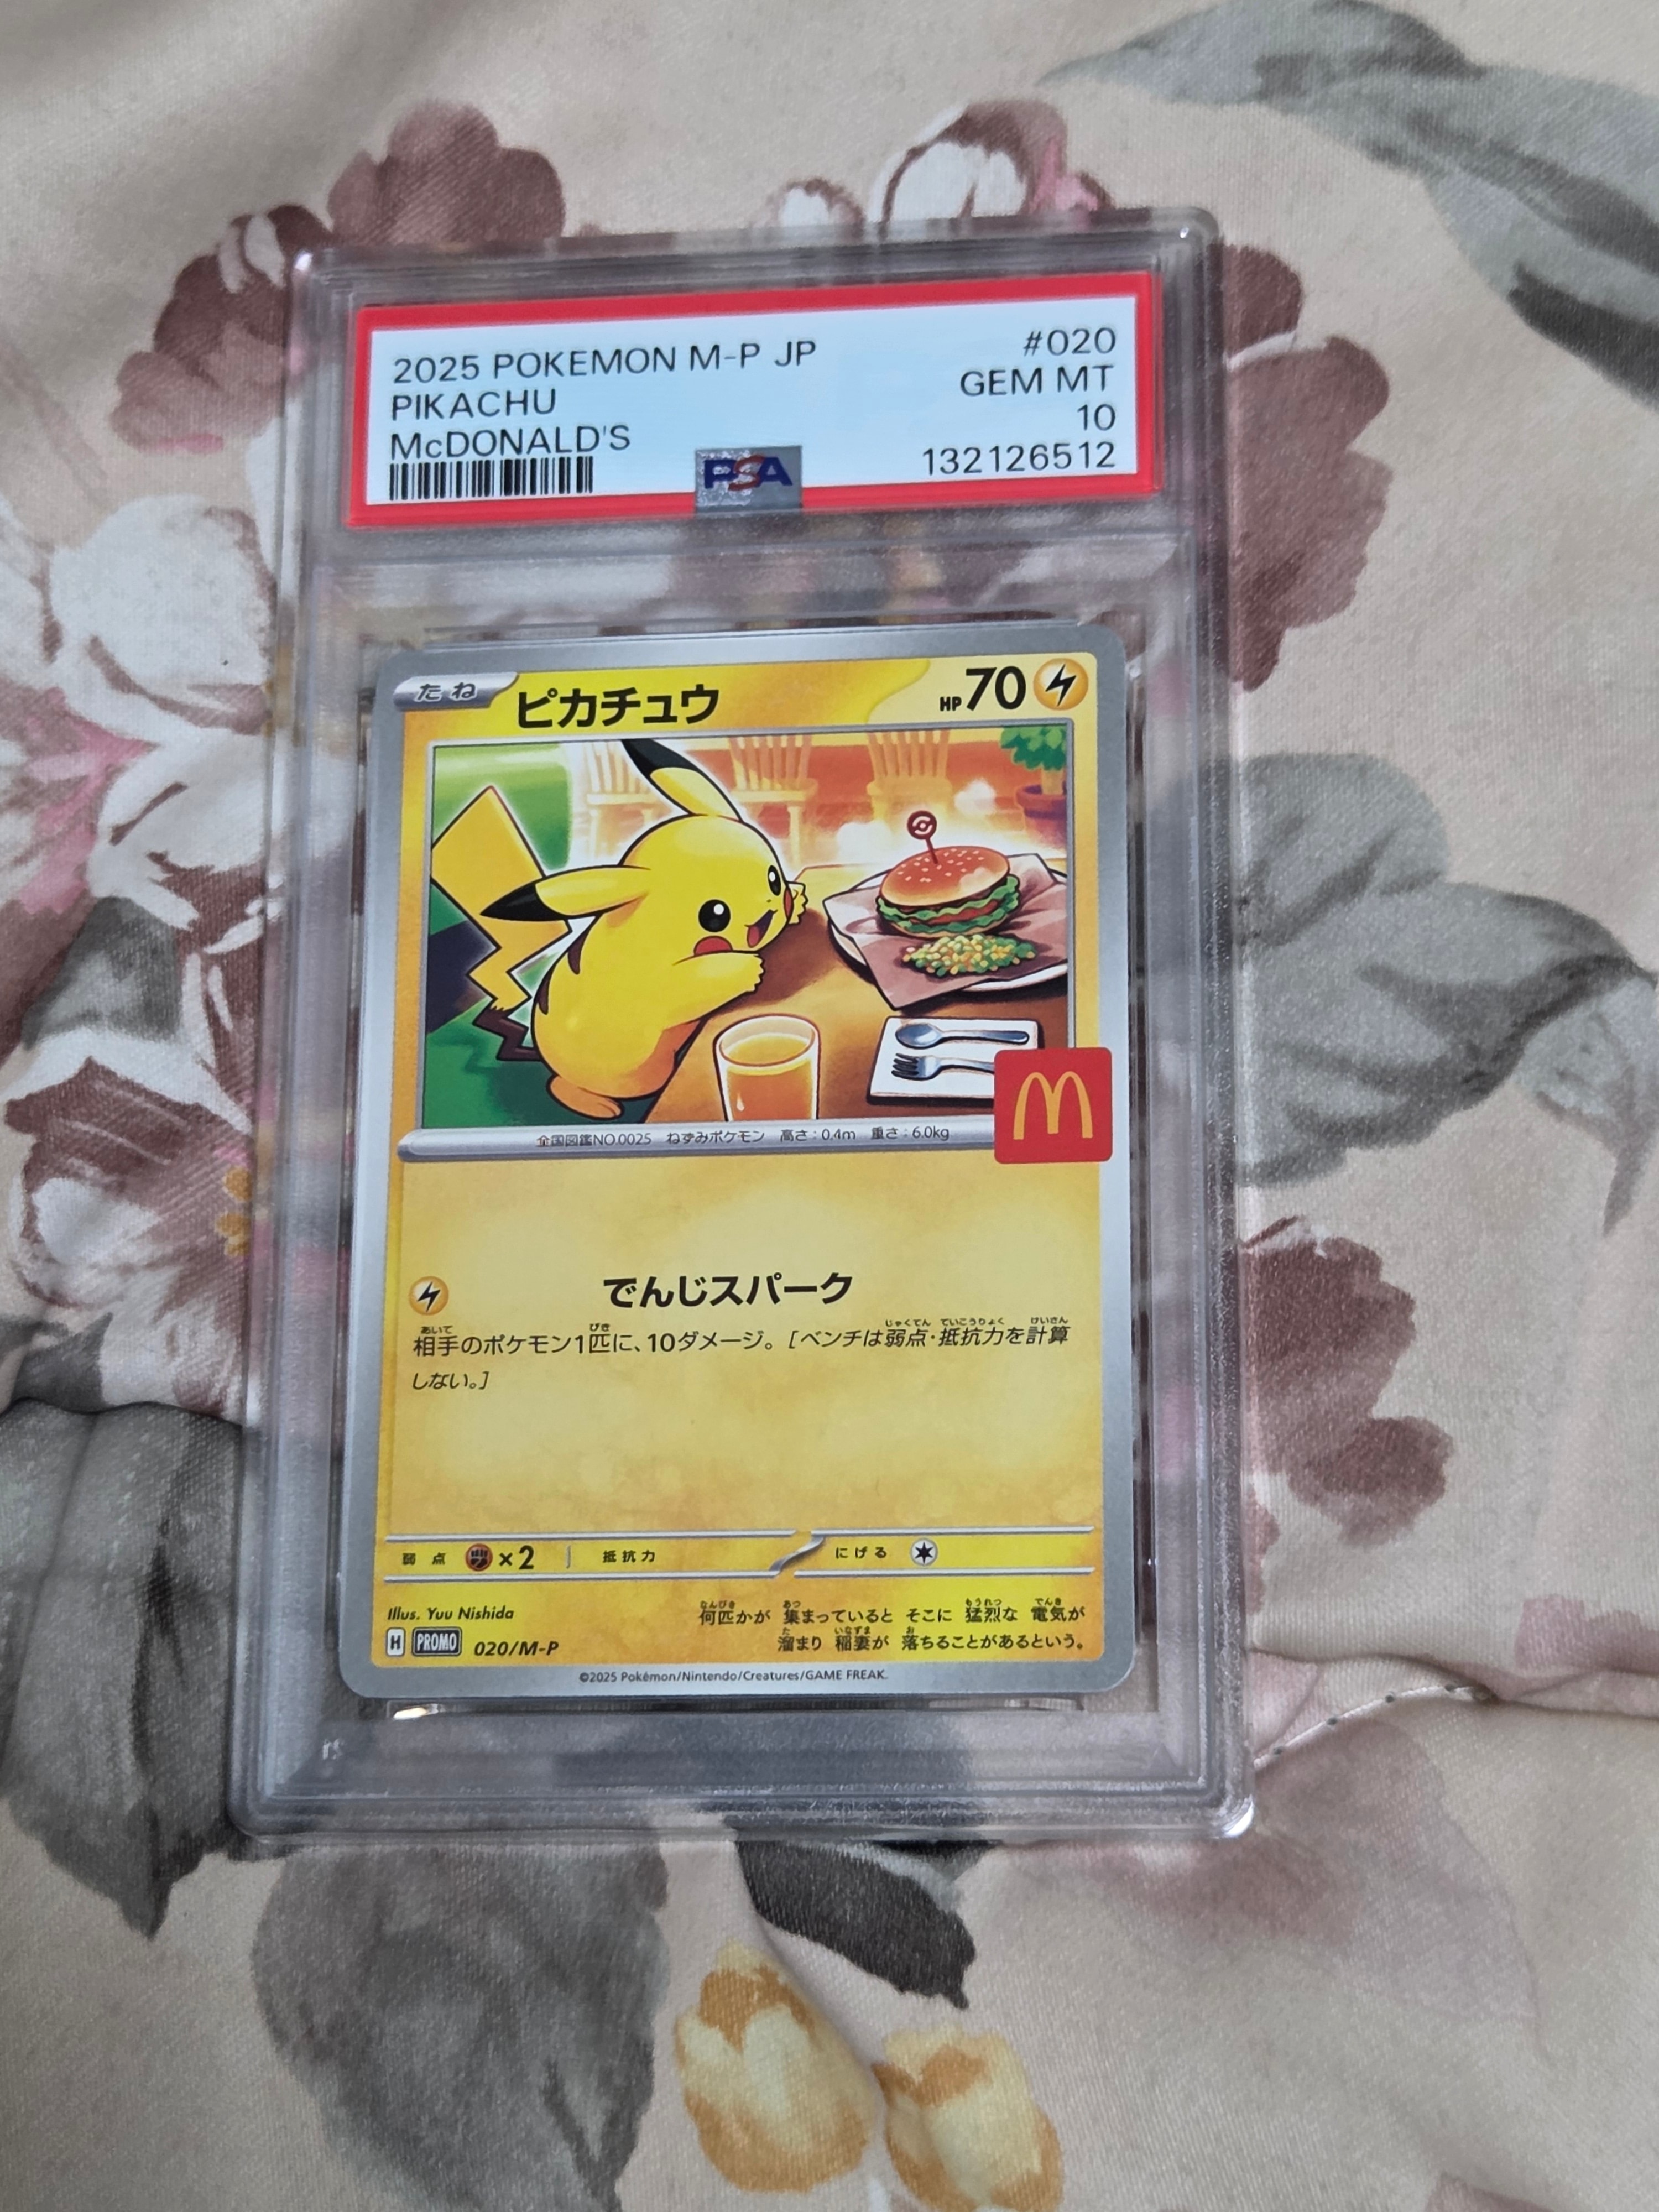 2025 POKEMON M-P JP
#020
PIKACHU
GEM MT
McDONALD'S
10
132126512
PSA
たね
ピカチュウ
HP70
M
全国図鑑NO.0025 ねずみポケモン 高さ：0.4m 重さ：6.0kg
でんじスパーク
相手のポケモン1匹に、10ダメージ。［ベンチは弱点・抵抗力を計算
しない。］
弱点 ×2 抵抗力 にげる
Illus. Yuu Nishida
何匹かが 集まっていると そこに 猛烈な 電気が
溜まり 稲妻が 落ちることがあるという。
H PROMO 020/M-P
©2025 Pokémon/Nintendo/Creatures/GAME FREAK.